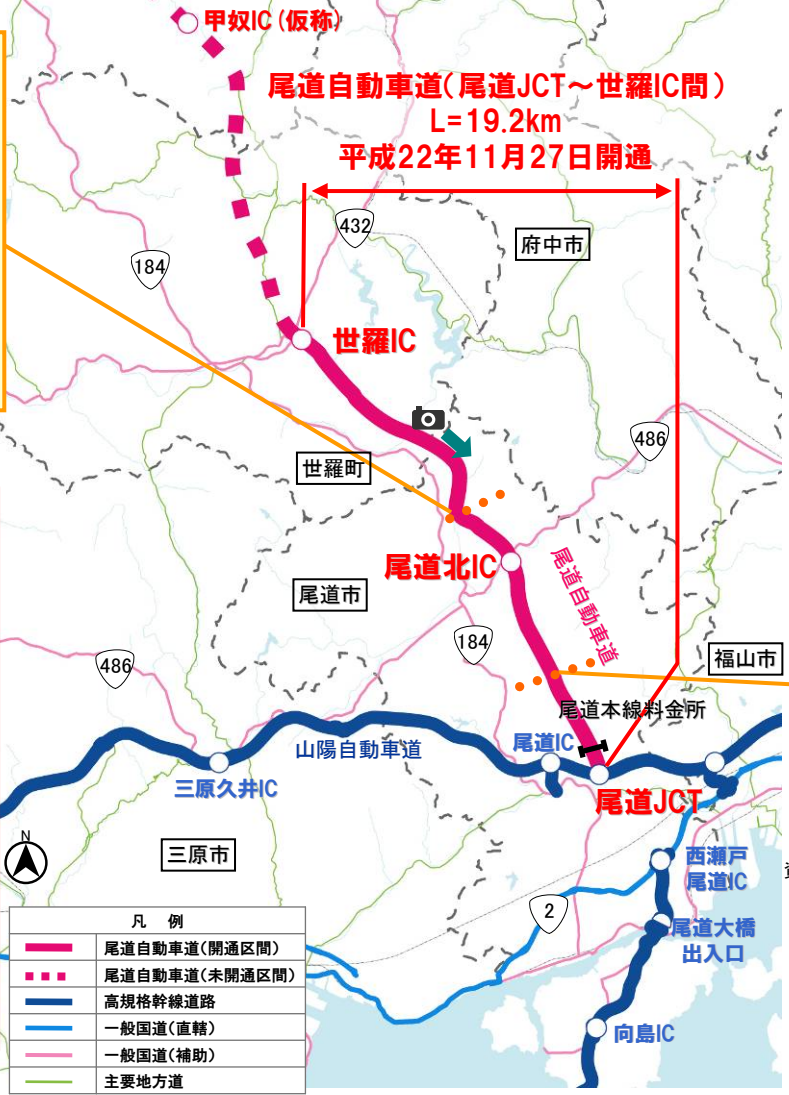 甲奴IC(仮称)
尾道自動車道(尾道JCT～世羅IC間)
L=19.2km
平成22年11月27日開通
432
府中市
184
世羅IC
486
世羅町
尾道北IC
尾道自動車道
尾道市
184
486
福山市
尾道本線料金所
山陽自動車道
尾道IC
三原久井IC
尾道JCT
N
三原市
西瀬戸
尾道IC
2
尾道大橋
出入口
向島IC
凡 例
尾道自動車道(開通区間)
尾道自動車道(未開通区間)
高規格幹線道路
一般国道(直轄)
一般国道(補助)
主要地方道